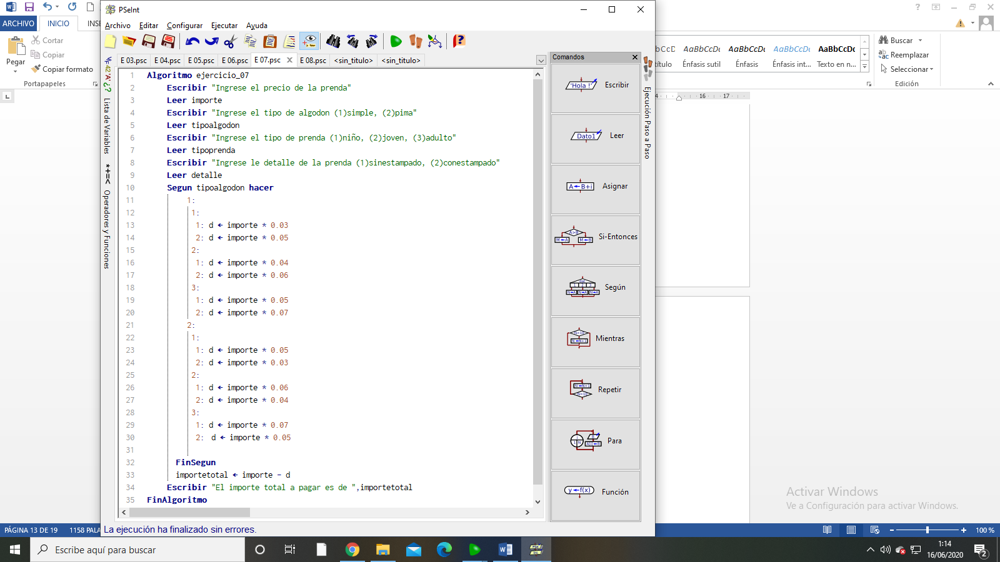 PSeInt
ARCHIVO INICIO INSE
Archivo Editar Configurar Ejecutar Ayuda
Pegar
Cortar
Copiar
Copiar formato
Portapapeles
E 03.psc E 04.psc E 05.psc E 06.psc E 07.psc E 08.psc <sin_titulo> <sin_titulo>
Lista de Variables
*+=< Operadores y Funciones
1 Algoritmo ejercicio_07
2 Escribir "Ingrese el precio de la prenda"
3 Leer importe
4 Escribir "Ingrese el tipo de algodon (1)simple, (2)pima"
5 Leer tipoalgodon
6 Escribir "Ingrese el tipo de prenda (1)niño, (2)joven, (3)adulto"
7 Leer tipoprenda
8 Escribir "Ingrese le detalle de la prenda (1)sinestampado, (2)conestampado"
9 Leer detalle
10 Segun tipoalgodon hacer
11 1:
12 1:
13 1: d ← importe * 0.03
14 2: d ← importe * 0.05
15 2:
16 1: d ← importe * 0.04
17 2: d ← importe * 0.06
18 3:
19 1: d ← importe * 0.05
20 2: d ← importe * 0.07
21 2:
22 1:
23 1: d ← importe * 0.05
24 2: d ← importe * 0.03
25 2:
26 1: d ← importe * 0.06
27 2: d ← importe * 0.04
28 3:
29 1: d ← importe * 0.07
30 2: d ← importe * 0.05
31
32 FinSegun
33 importetotal ← importe - d
34 Escribir "El importe total a pagar es de ",importetotal
35 FinAlgoritmo
La ejecución ha finalizado sin errores.
Comandos
'Hola !' Escribir
Dato1 Leer
A←B+i Asignar
A>B M←A M←B Si-Entonces
Según
Mientras
Repetir
Para
y←f(x) Función
Ejecución Paso a Paso
AaBbCcDc AaBbCcDc AaBbCcDc AaBbCcDc
título Énfasis sutil Énfasis Énfasis int... Texto en n...
Buscar
Reemplazar
Seleccionar
Edición
16 17
Activar Windows
Ve a Configuración para activar Windows.
PÁGINA 13 DE 19 1158 PALA
100 %
Escribe aquí para buscar
1:14
16/06/2020
2